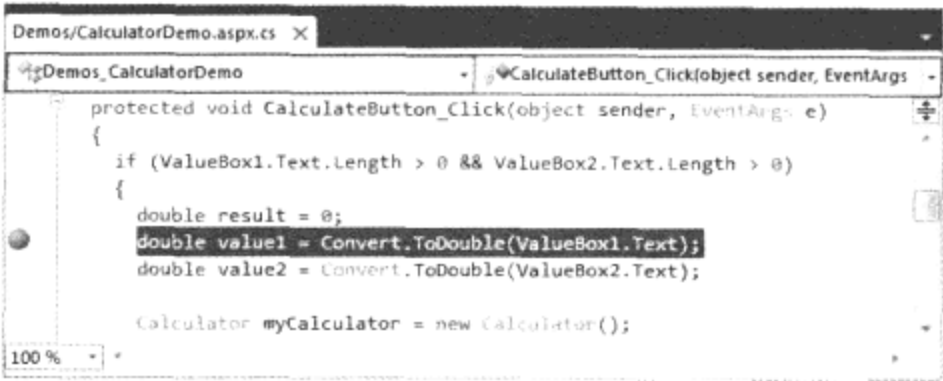 Demos/CalculatorDemo.aspx.cs ×
Demos_CalculatorDemo
CalculateButton_Click(object sender, EventArgs
protected void CalculateButton_Click(object sender, EventArgs e)
{
if (ValueBox1.Text.Length > 0 && ValueBox2.Text.Length > 0)
{
double result = 0;
double value1 = Convert.ToDouble(ValueBox1.Text);
double value2 = Convert.ToDouble(ValueBox2.Text);
Calculator myCalculator = new Calculator();
100 %